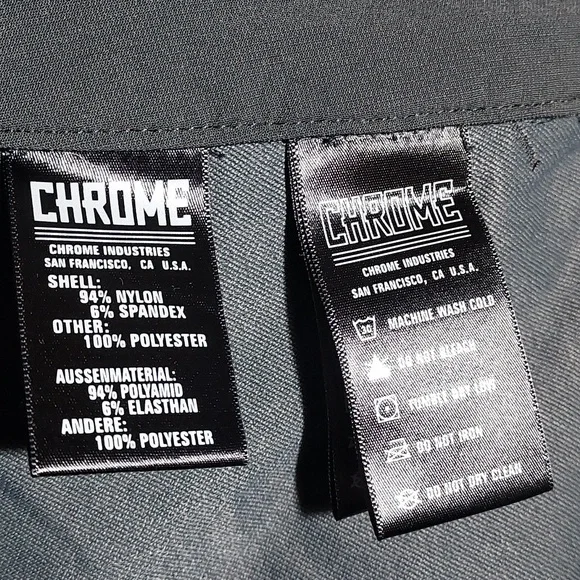 CHROME
CHROME INDUSTRIES
SAN FRANCISCO, CA U.S.A.
SHELL:
94% NYLON
6% SPANDEX
OTHER:
100% POLYESTER
AUSSENMATERIAL:
94% POLYAMID
6% ELASTHAN
ANDERE:
100% POLYESTER
CHROME
CHROME INDUSTRIES
SAN FRANCISCO, CA U.S.A.
30 MACHINE WASH COLD
DO NOT BLEACH
TUMBLE DRY LOW
DO NOT IRON
DO NOT DRY CLEAN